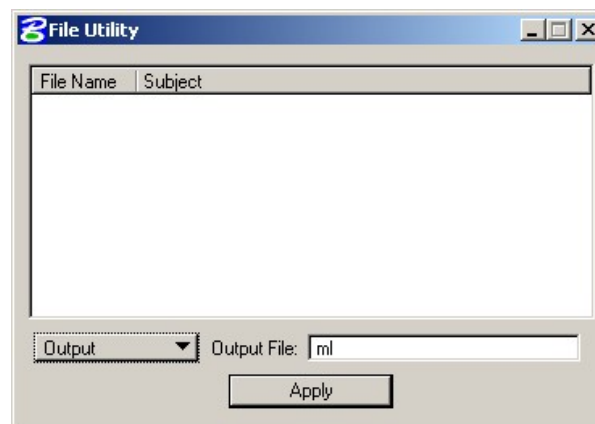 File Utility
File Name Subject
Output Output File: ml
Apply